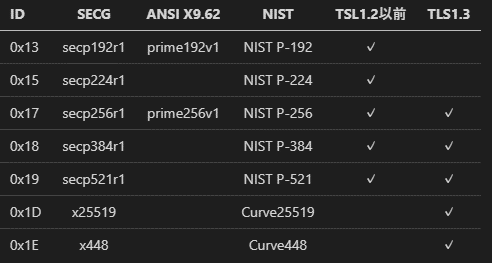 ID SECG ANSI X9.62 NIST TSL1.2以前 TLS1.3
0x13 secp192r1 prime192v1 NIST P-192 ✓
0x15 secp224r1 NIST P-224 ✓
0x17 secp256r1 prime256v1 NIST P-256 ✓ ✓
0x18 secp384r1 NIST P-384 ✓ ✓
0x19 secp521r1 NIST P-521 ✓ ✓
0x1D x25519 Curve25519 ✓
0x1E x448 Curve448 ✓